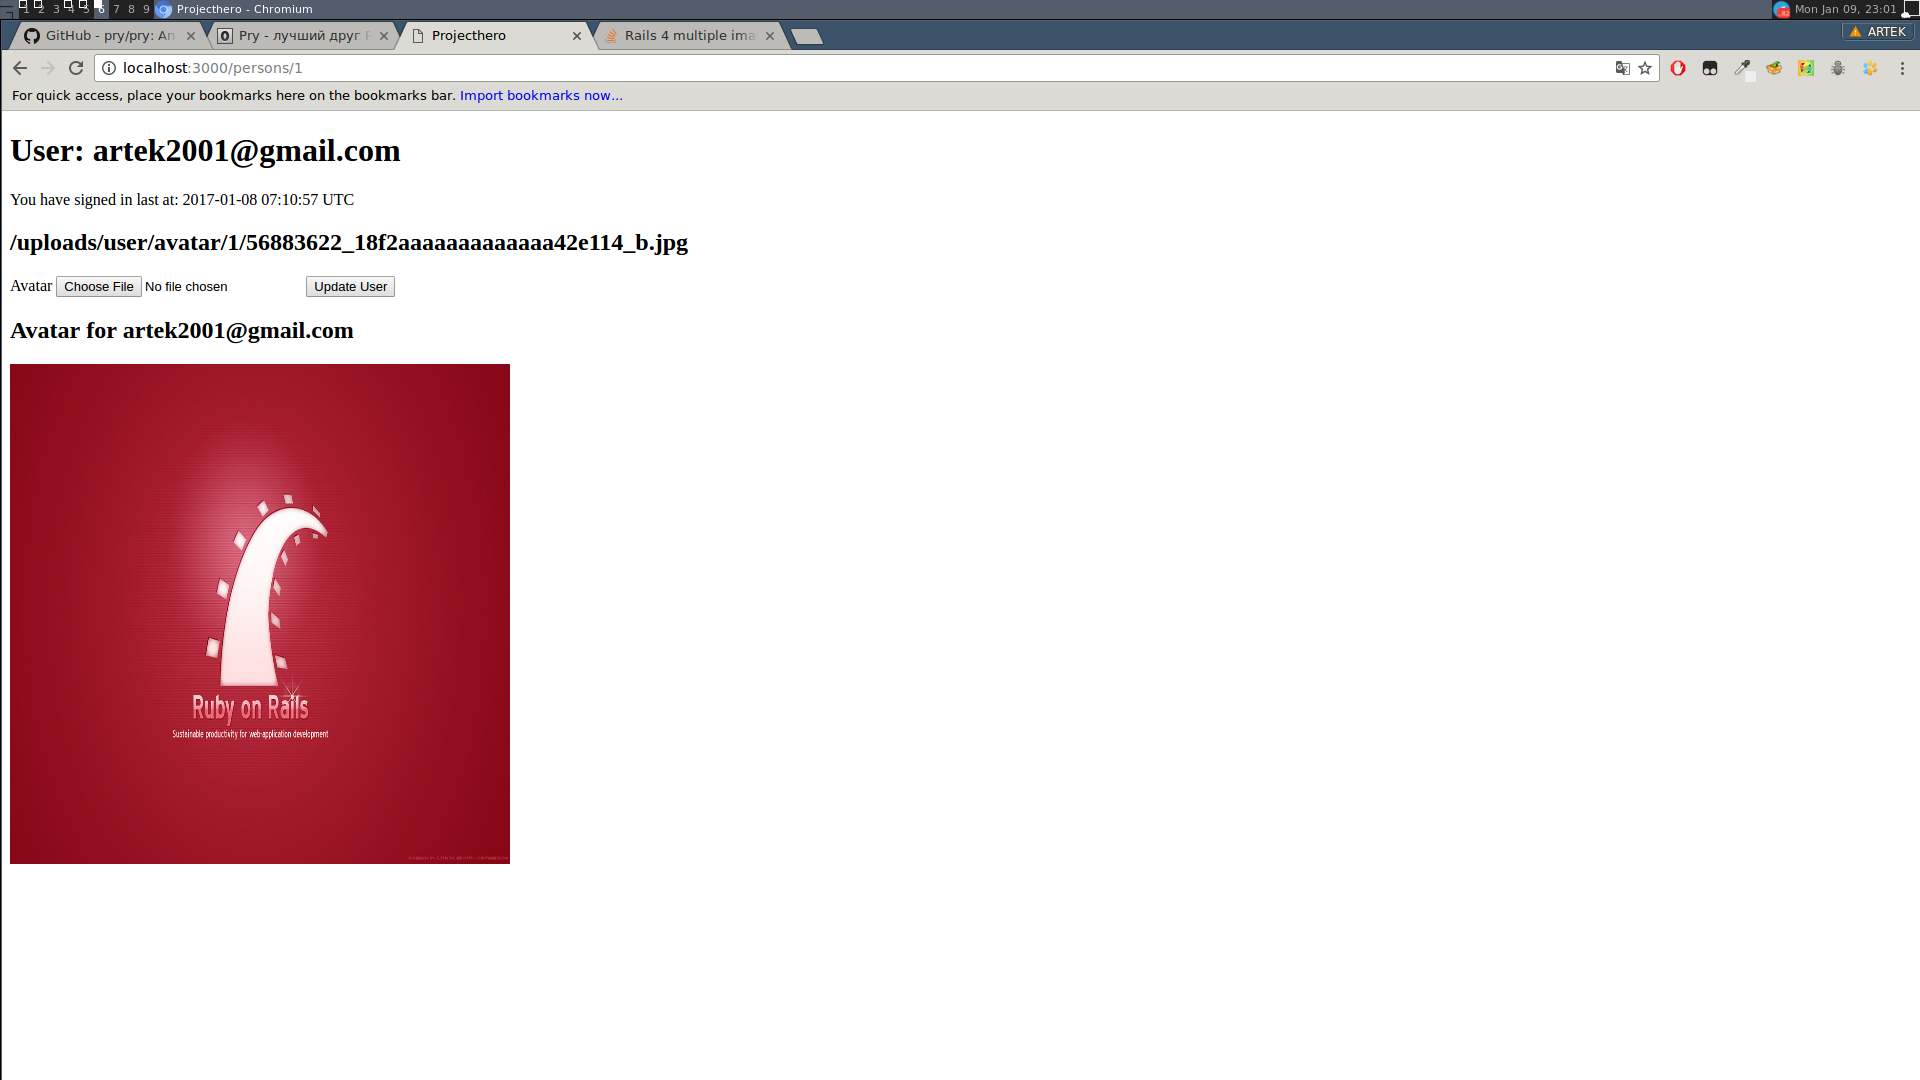 1 2 3 4 5 6 7 8 9 Projecthero - Chromium
Mon Jan 09, 23:01
GitHub - pry/pry: An
Pry - лучший друг
Projecthero
Rails 4 multiple ima
ARTEK
localhost:3000/persons/1
For quick access, place your bookmarks here on the bookmarks bar. Import bookmarks now...
User: artek2001@gmail.com
You have signed in last at: 2017-01-08 07:10:57 UTC
/uploads/user/avatar/1/56883622_18f2aaaaaaaaaaaaa42e114_b.jpg
Avatar Choose File No file chosen Update User
Avatar for artek2001@gmail.com
Ruby on Rails
Sustainable productivity for web-application development